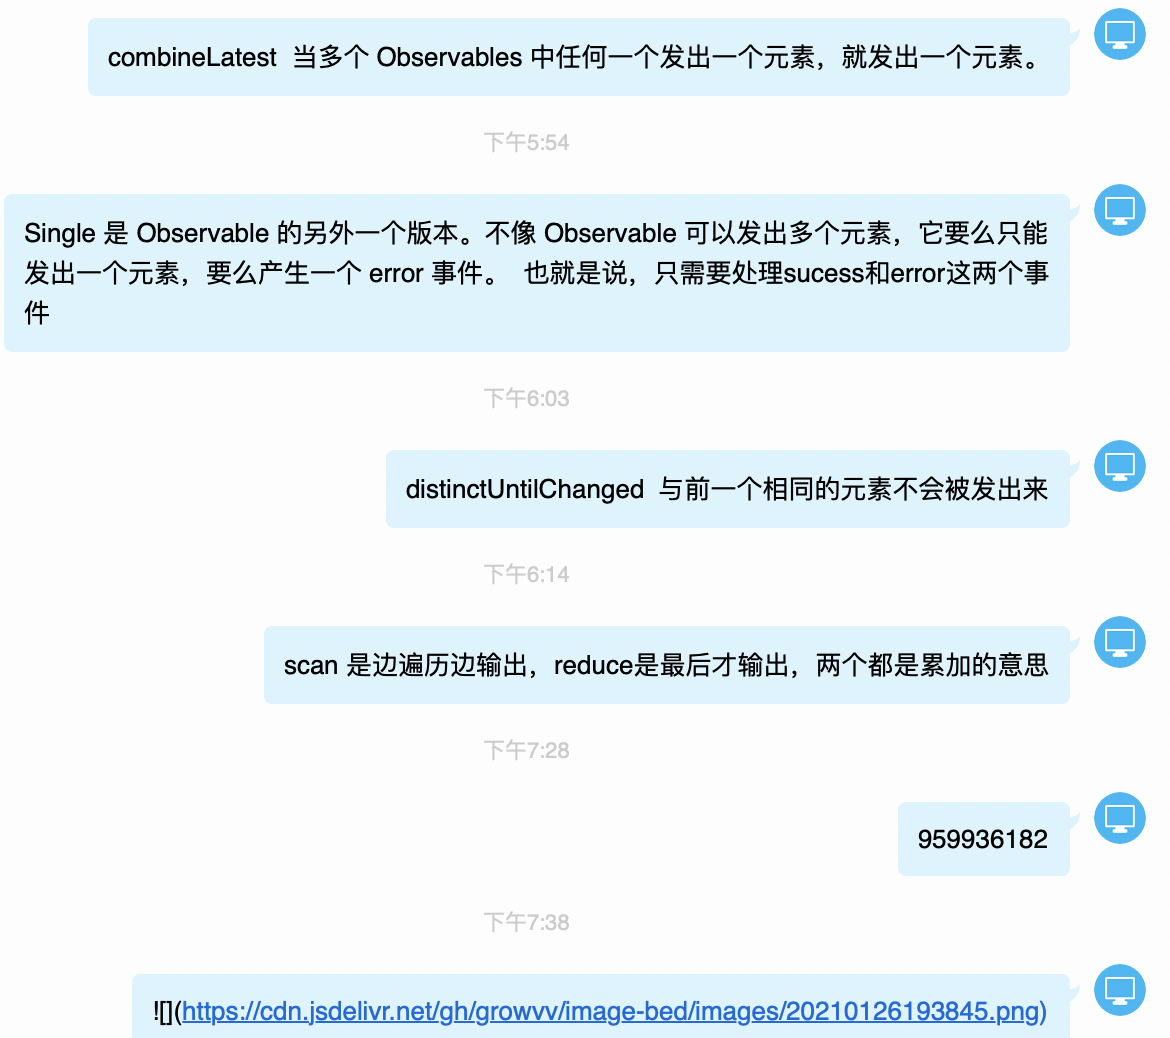 combineLatest  当多个 Observables 中任何一个发出一个元素，就发出一个元素。
下午5:54
Single 是 Observable 的另外一个版本。不像 Observable 可以发出多个元素，它要么只能
发出一个元素，要么产生一个 error 事件。  也就是说，只需要处理sucess和error这两个事
件
下午6:03
distinctUntilChanged  与前一个相同的元素不会被发出来
下午6:14
scan 是边遍历边输出，reduce是最后才输出，两个都是累加的意思
下午7:28
959936182
下午7:38
![](https://cdn.jsdelivr.net/gh/growvv/image-bed/images/20210126193845.png)